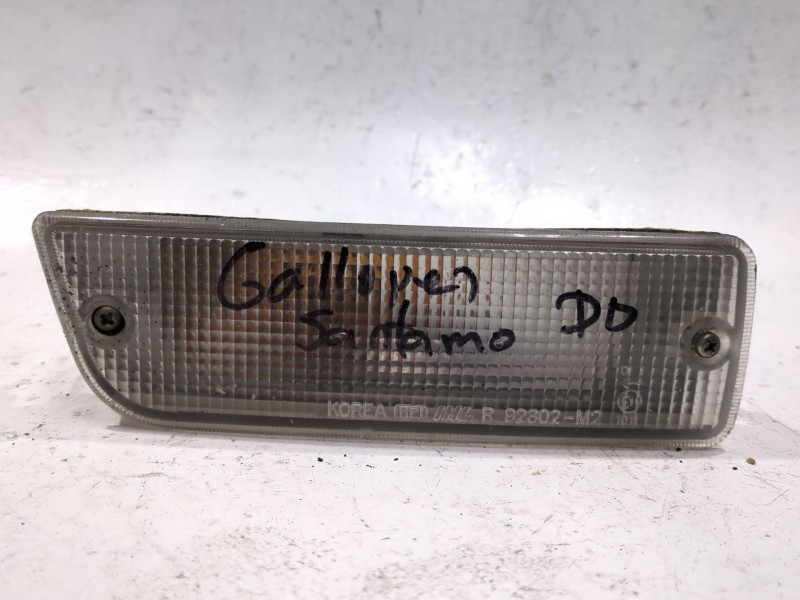 Galloper
Santamo DD
KOREA R 92302-M2